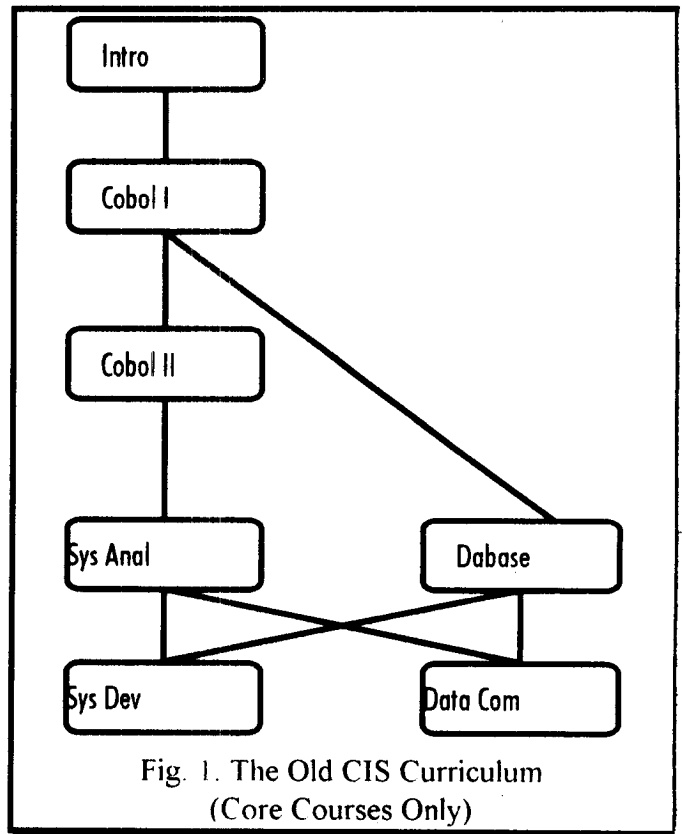 Intro
Cobol I
Cobol II
Sys Anal
Dabase
Sys Dev
Data Com
Fig. 1. The Old CIS Curriculum
(Core Courses Only)